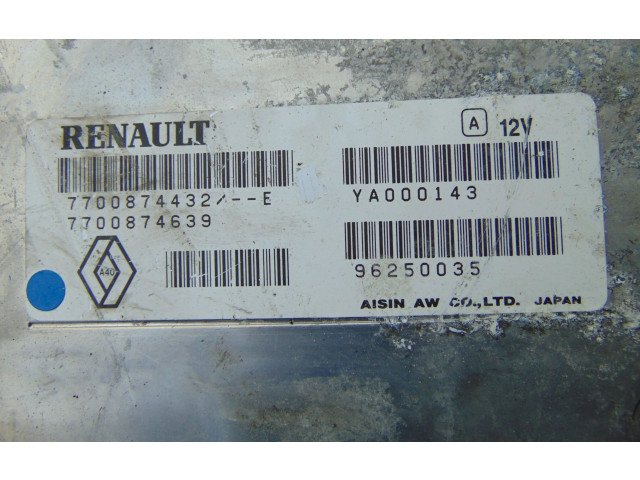 RENAULT
A 12V
7700874432/--E
YA000143
7700874639
A40
96250035
AISIN AW CO.,LTD. JAPAN